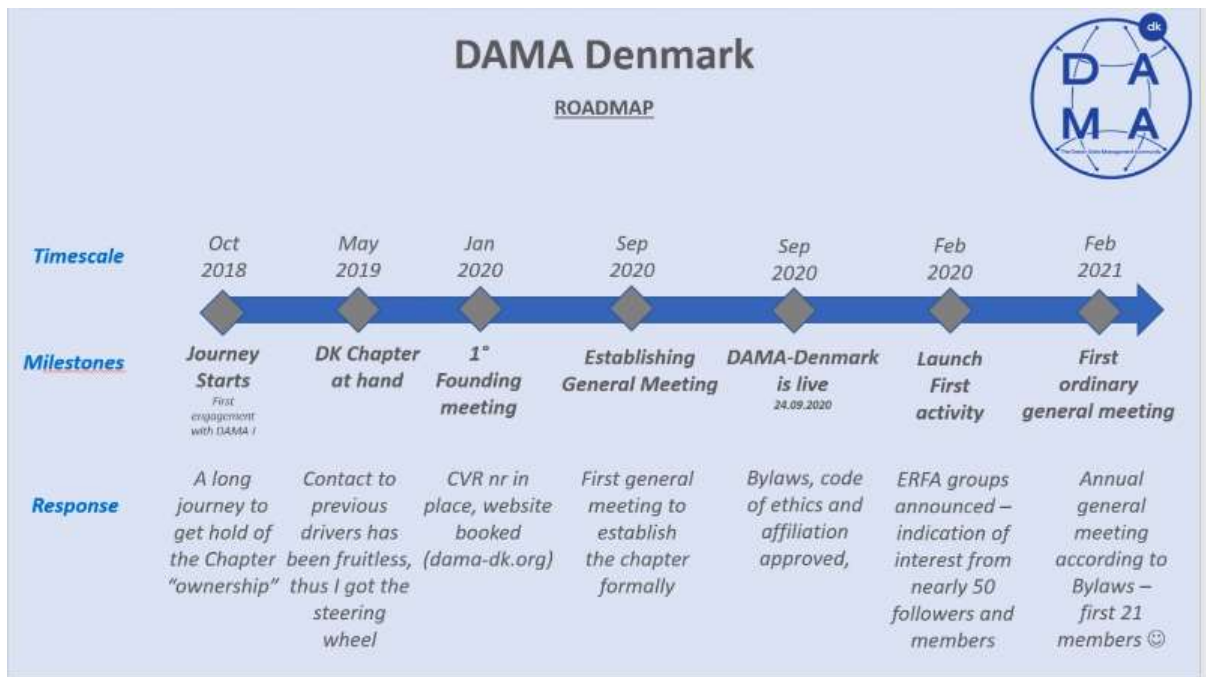 DAMA Denmark
ROADMAP
dk
D A
M A
Timescale
Oct
2018
May
2019
Jan
2020
Sep
2020
Sep
2020
Feb
2020
Feb
2021
Milestones
Journey
Starts
First
engagement
with DAMA I
DK Chapter
at hand
1°
Founding
meeting
Establishing
General Meeting
DAMA-Denmark
is live
24.09.2020
Launch
First
activity
First
ordinary
general meeting
Response
A long
journey to
get hold of
the Chapter
“ownership”
Contact to
previous
drivers has
been fruitless,
thus I got the
steering
wheel
CVR nr in
place, website
booked
(dama-dk.org)
First general
meeting to
establish
the chapter
formally
Bylaws, code
of ethics and
affiliation
approved,
ERFA groups
announced –
indication of
interest from
nearly 50
followers and
members
Annual
general
meeting
according to
Bylaws –
first 21
members ☺